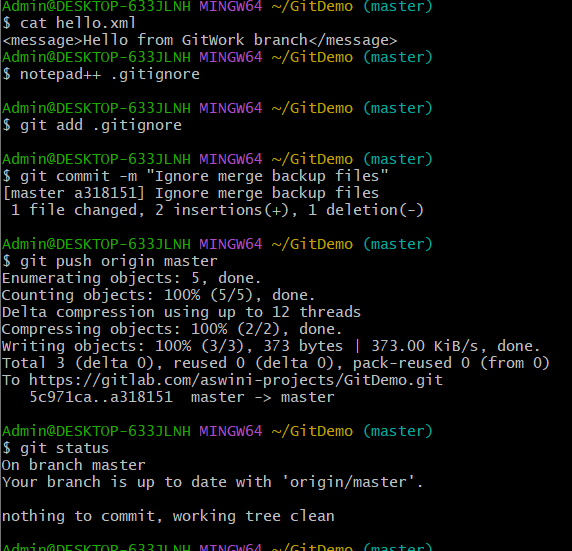 Admin@DESKTOP-633JLNH MINGW64 ~/GitDemo (master)
$ cat hello.xml
<message>Hello from GitWork branch</message>
Admin@DESKTOP-633JLNH MINGW64 ~/GitDemo (master)
$ notepad++ .gitignore
Admin@DESKTOP-633JLNH MINGW64 ~/GitDemo (master)
$ git add .gitignore
Admin@DESKTOP-633JLNH MINGW64 ~/GitDemo (master)
$ git commit -m "Ignore merge backup files"
[master a318151] Ignore merge backup files
 1 file changed, 2 insertions(+), 1 deletion(-)
Admin@DESKTOP-633JLNH MINGW64 ~/GitDemo (master)
$ git push origin master
Enumerating objects: 5, done.
Counting objects: 100% (5/5), done.
Delta compression using up to 12 threads
Compressing objects: 100% (2/2), done.
Writing objects: 100% (3/3), 373 bytes | 373.00 KiB/s, done.
Total 3 (delta 0), reused 0 (delta 0), pack-reused 0 (from 0)
To https://gitlab.com/aswini-projects/GitDemo.git
   5c971ca..a318151  master -> master
Admin@DESKTOP-633JLNH MINGW64 ~/GitDemo (master)
$ git status
On branch master
Your branch is up to date with 'origin/master'.
nothing to commit, working tree clean
Admin@DESKTOP-633JLNH MINGW64 ~/GitDemo (master)